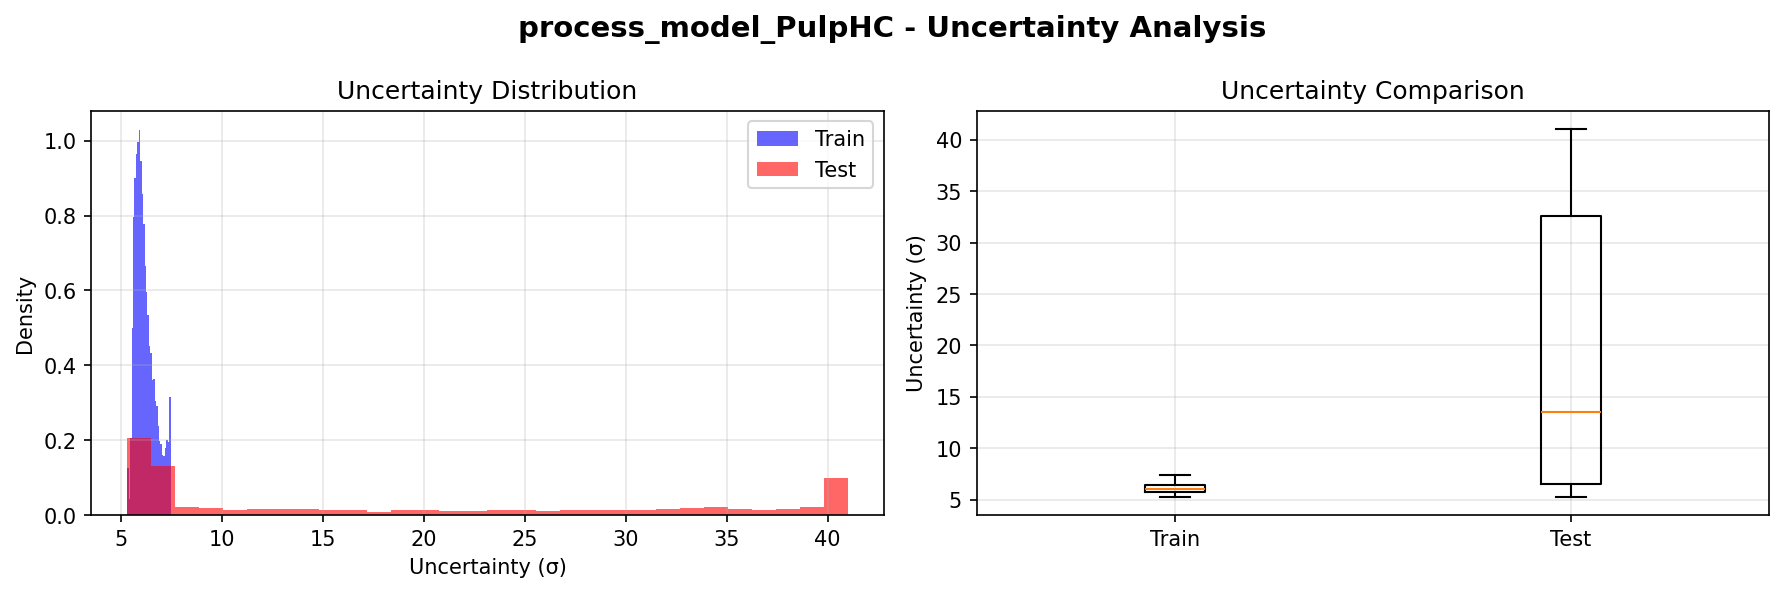 process_model_PulpHC - Uncertainty Analysis
Uncertainty Distribution
1.0
0.8
0.6
0.4
0.2
0.0
Density
5 10 15 20 25 30 35 40
Uncertainty (σ)
Train
Test
Uncertainty Comparison
40
35
30
25
20
15
10
5
Uncertainty (σ)
Train Test